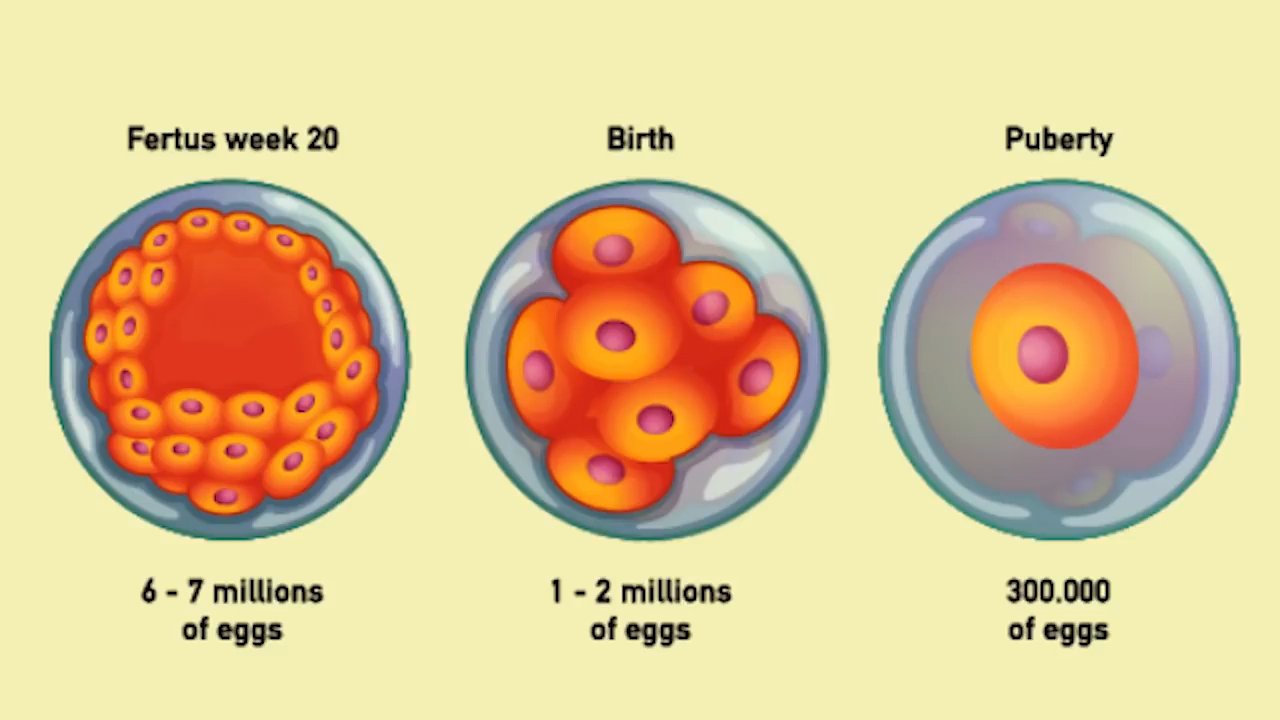 Fertus week 20
Birth
Puberty
6 - 7 millions
of eggs
1 - 2 millions
of eggs
300.000
of eggs